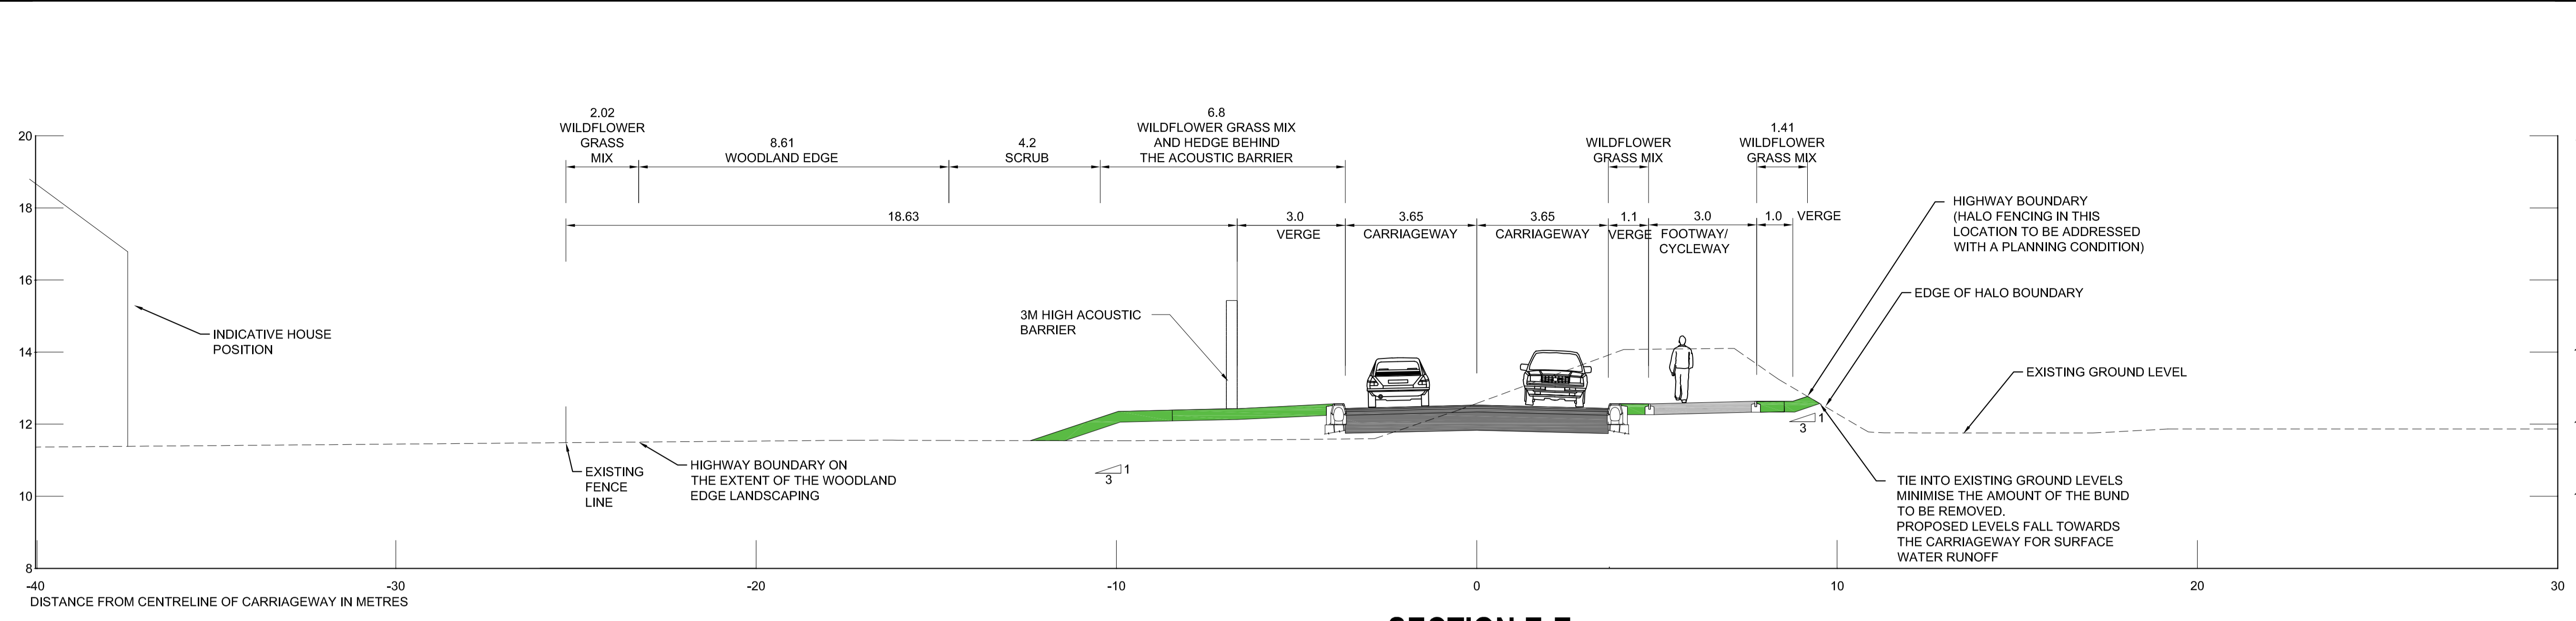 2.02
WILDFLOWER
GRASS
MIX
8.61
WOODLAND EDGE
4.2
SCRUB
6.8
WILDFLOWER GRASS MIX
AND HEDGE BEHIND
THE ACOUSTIC BARRIER
WILDFLOWER
GRASS MIX
1.41
WILDFLOWER
GRASS MIX
18.63
3.0
VERGE
3.65
CARRIAGEWAY
3.65
CARRIAGEWAY
1.1
VERGE
3.0
FOOTWAY/
CYCLEWAY
1.0
VERGE
HIGHWAY BOUNDARY
(HALO FENCING IN THIS
LOCATION TO BE ADDRESSED
WITH A PLANNING CONDITION)
EDGE OF HALO BOUNDARY
3M HIGH ACOUSTIC
BARRIER
INDICATIVE HOUSE
POSITION
EXISTING GROUND LEVEL
1
3
EXISTING
FENCE
LINE
HIGHWAY BOUNDARY ON
THE EXTENT OF THE WOODLAND
EDGE LANDSCAPING
1
3
TIE INTO EXISTING GROUND LEVELS
MINIMISE THE AMOUNT OF THE BUND
TO BE REMOVED.
PROPOSED LEVELS FALL TOWARDS
THE CARRIAGEWAY FOR SURFACE
WATER RUNOFF
20
18
16
14
12
10
8
-40
-30
-20
-10
0
10
20
30
DISTANCE FROM CENTRELINE OF CARRIAGEWAY IN METRES